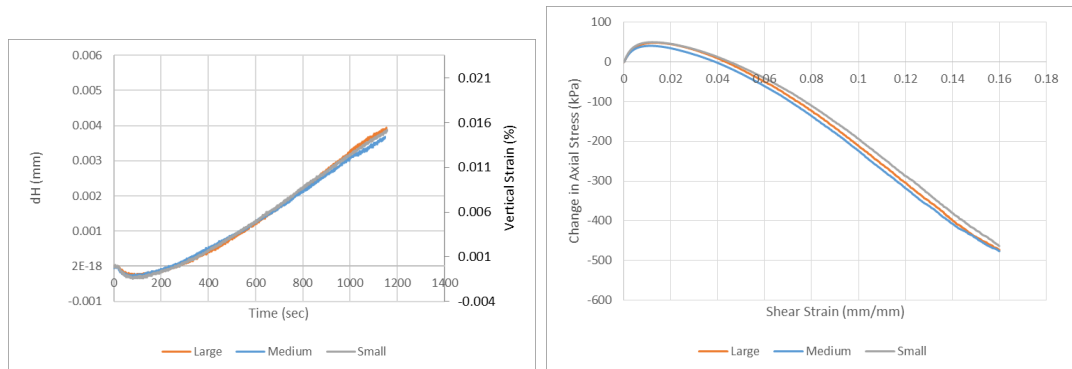 0.006
0.005
0.004
0.003
0.002
0.001
2E-18
-0.001
dH (mm)
0 200 400 600 800 1000 1200 1400
Time (sec)
0.021
0.016
0.011
0.006
0.001
-0.004
Vertical Strain (%)
Large Medium Small
100
0
-100
-200
-300
-400
-500
-600
Change in Axial Stress (kPa)
0 0.02 0.04 0.06 0.08 0.1 0.12 0.14 0.16 0.18
Shear Strain (mm/mm)
Large Medium Small